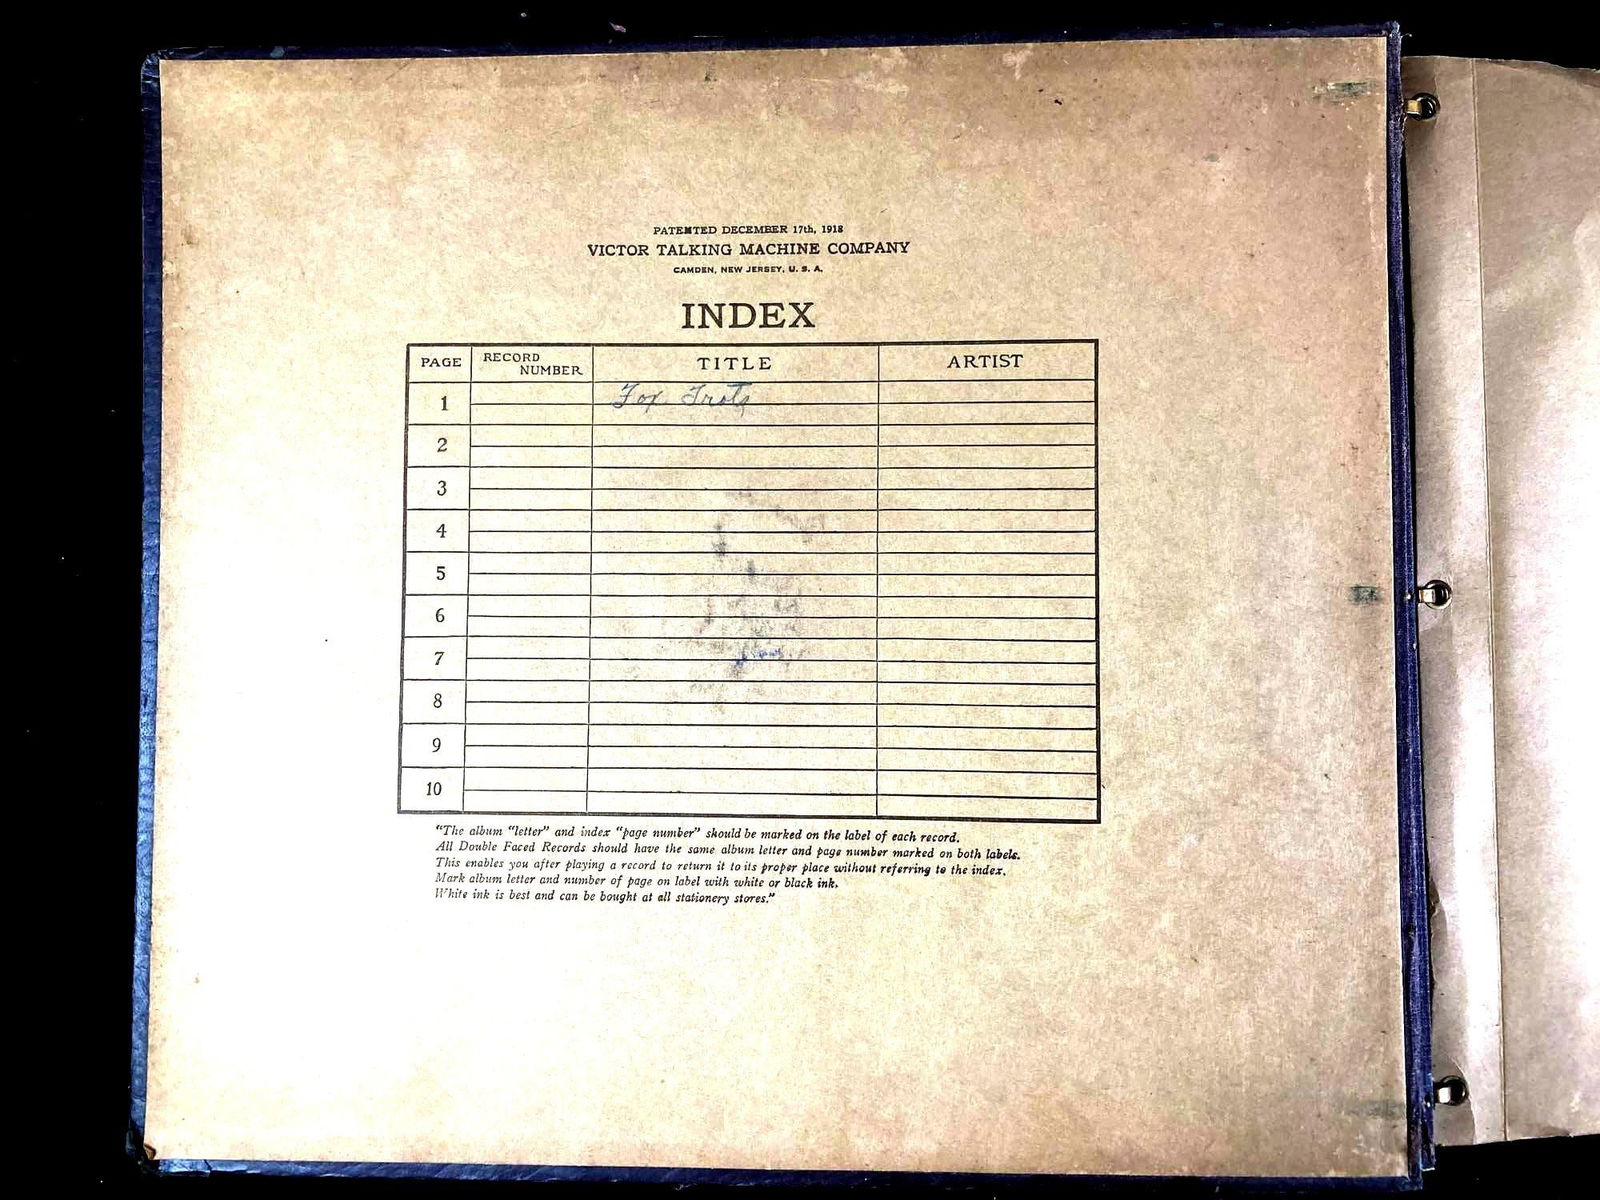 PATENTED DECEMBER 17th, 1918
VICTOR TALKING MACHINE COMPANY
CAMDEN, NEW JERSEY, U. S. A.
INDEX
PAGE RECORD NUMBER TITLE ARTIST
1 Fox Trots
2
3
4
5
6
7
8
9
10
"The album "letter" and index "page number" should be marked on the label of each record.
All Double Faced Records should have the same album letter and page number marked on both labels.
This enables you after playing a record to return it to its proper place without referring to the index.
Mark album letter and number of page on label with white or black ink.
White ink is best and can be bought at all stationery stores."